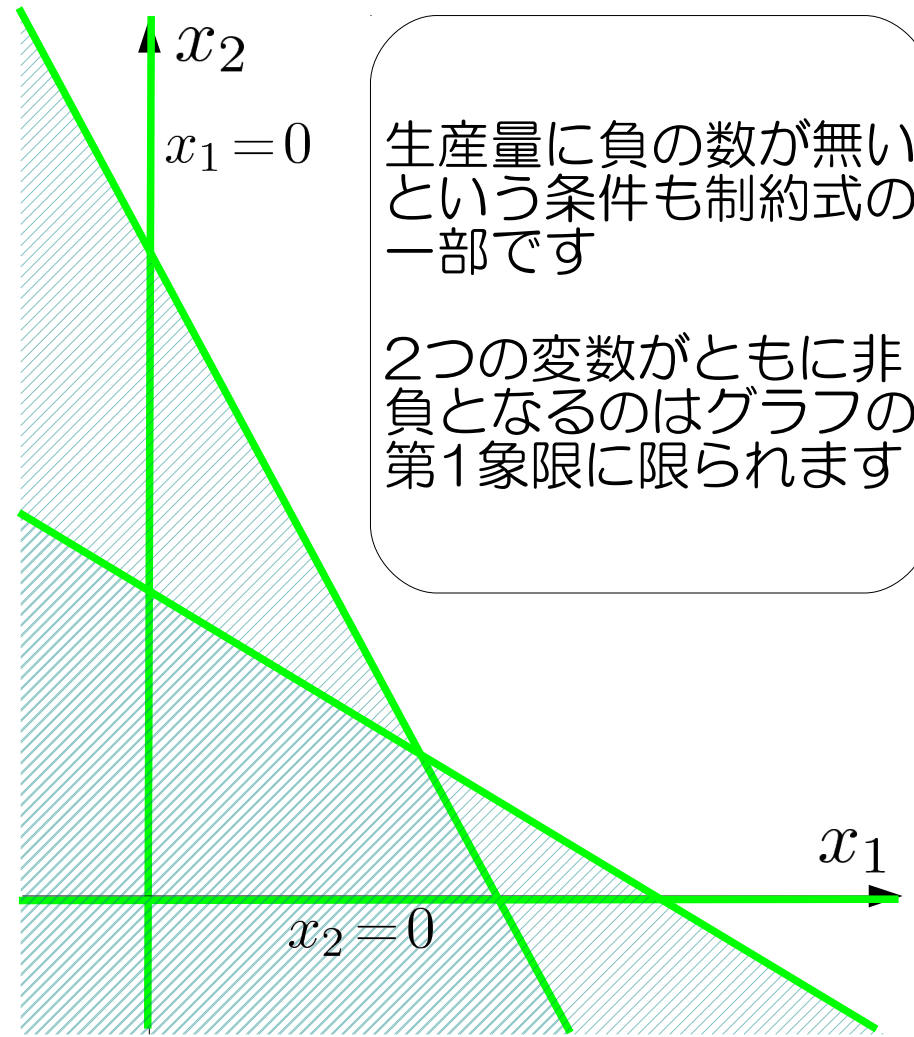 x₂
x₁=0
生産量に負の数が無い
という条件も制約式の
一部です
2つの変数がともに非
負となるのはグラフの
第1象限に限られます
x₁
x₂=0